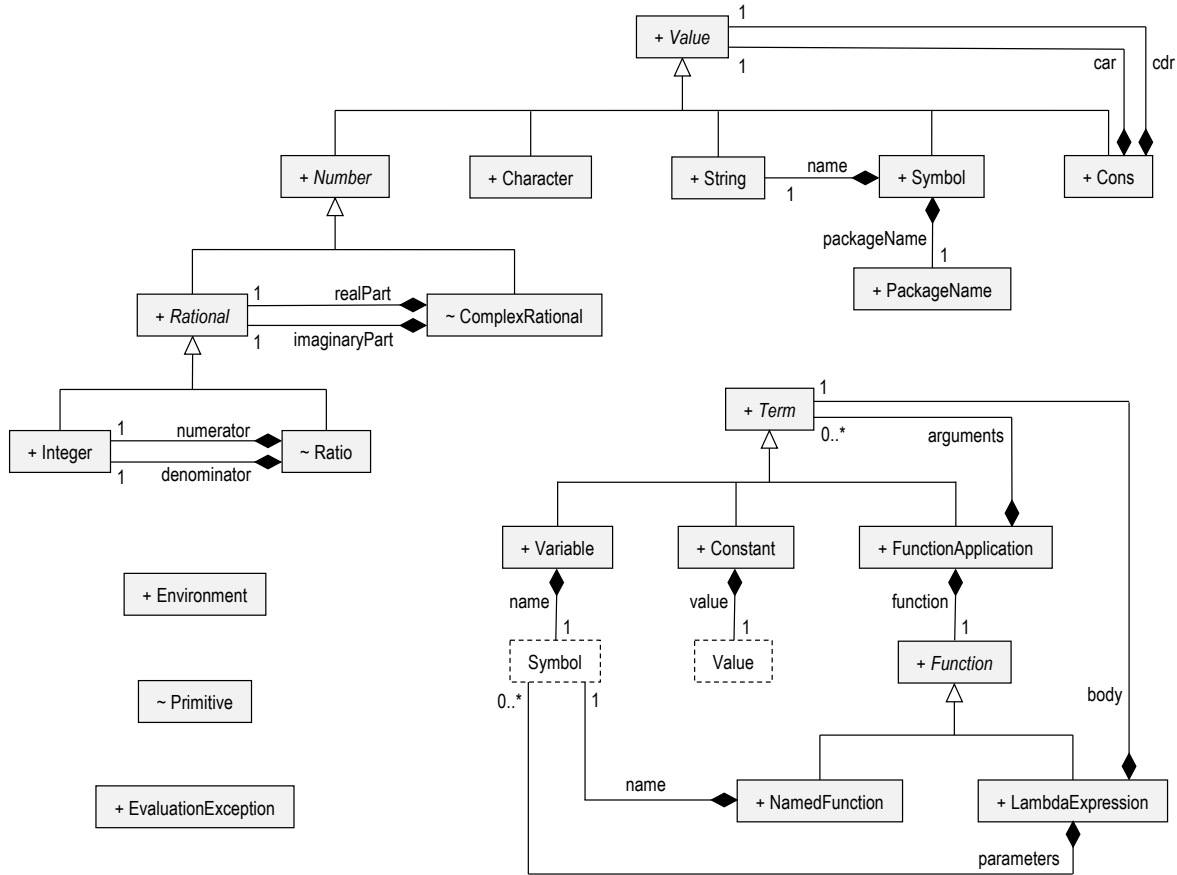 1
+ Value
1
car
cdr
+ Number
+ Character
+ String
name
1
+ Symbol
+ Cons
packageName
1
+ PackageName
+ Rational
1
realPart
1
imaginaryPart
~ ComplexRational
+ Integer
1
numerator
1
denominator
~ Ratio
+ Term
1
0..*
arguments
+ Variable
+ Constant
+ FunctionApplication
name
1
value
1
function
1
Symbol
Value
+ Function
0..*
1
body
name
+ NamedFunction
+ LambdaExpression
parameters
+ Environment
~ Primitive
+ EvaluationException